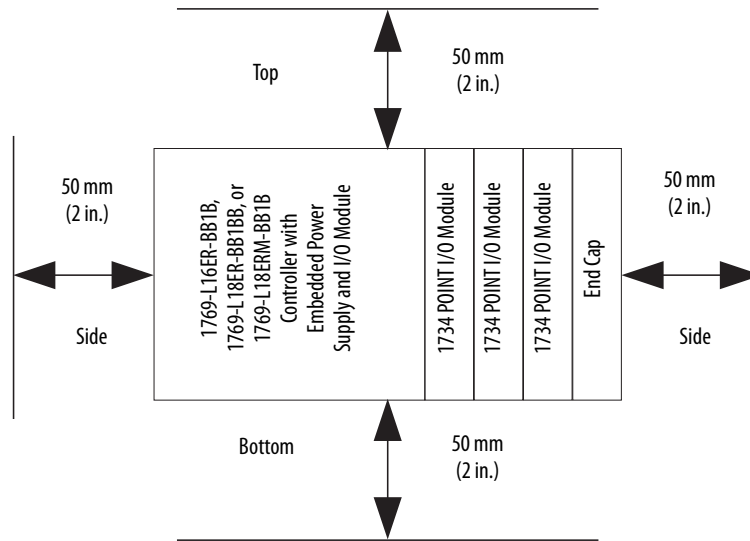 Top
50 mm
(2 in.)
50 mm
(2 in.)
Side
1769-L16ER-BB1B,
1769-L18ER-BB1BB, or
1769-L18ERM-BB1B
Controller with
Embedded Power
Supply and I/O Module
1734 POINT I/O Module
1734 POINT I/O Module
1734 POINT I/O Module
End Cap
50 mm
(2 in.)
Side
Bottom
50 mm
(2 in.)